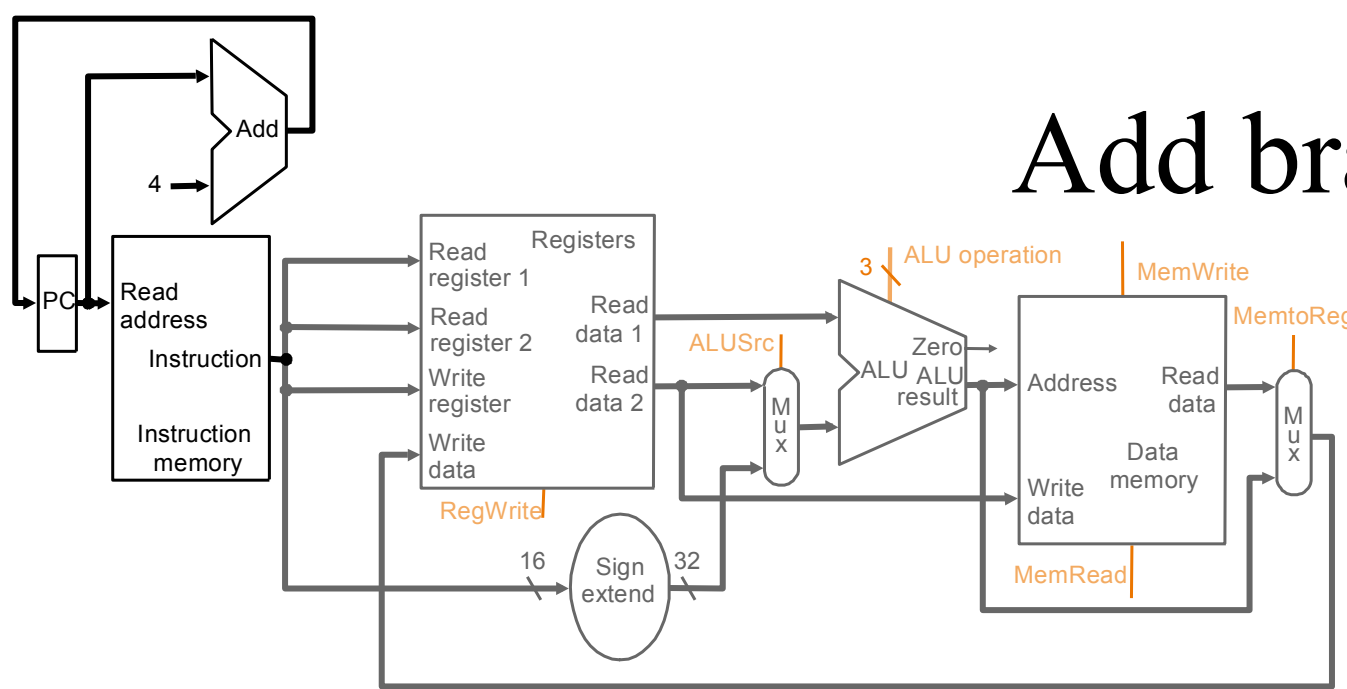 Add bra
Add
4
PC
Read
address
Instruction
Instruction
memory
Registers
Read
register 1
Read
register 2
Write
register
Write
data
Read
data 1
Read
data 2
RegWrite
16
Sign
extend
32
ALUSrc
M
u
x
3
ALU operation
Zero
ALU
ALU
result
MemWrite
Address
Read
data
Data
memory
Write
data
MemRead
MemtoReg
M
u
x